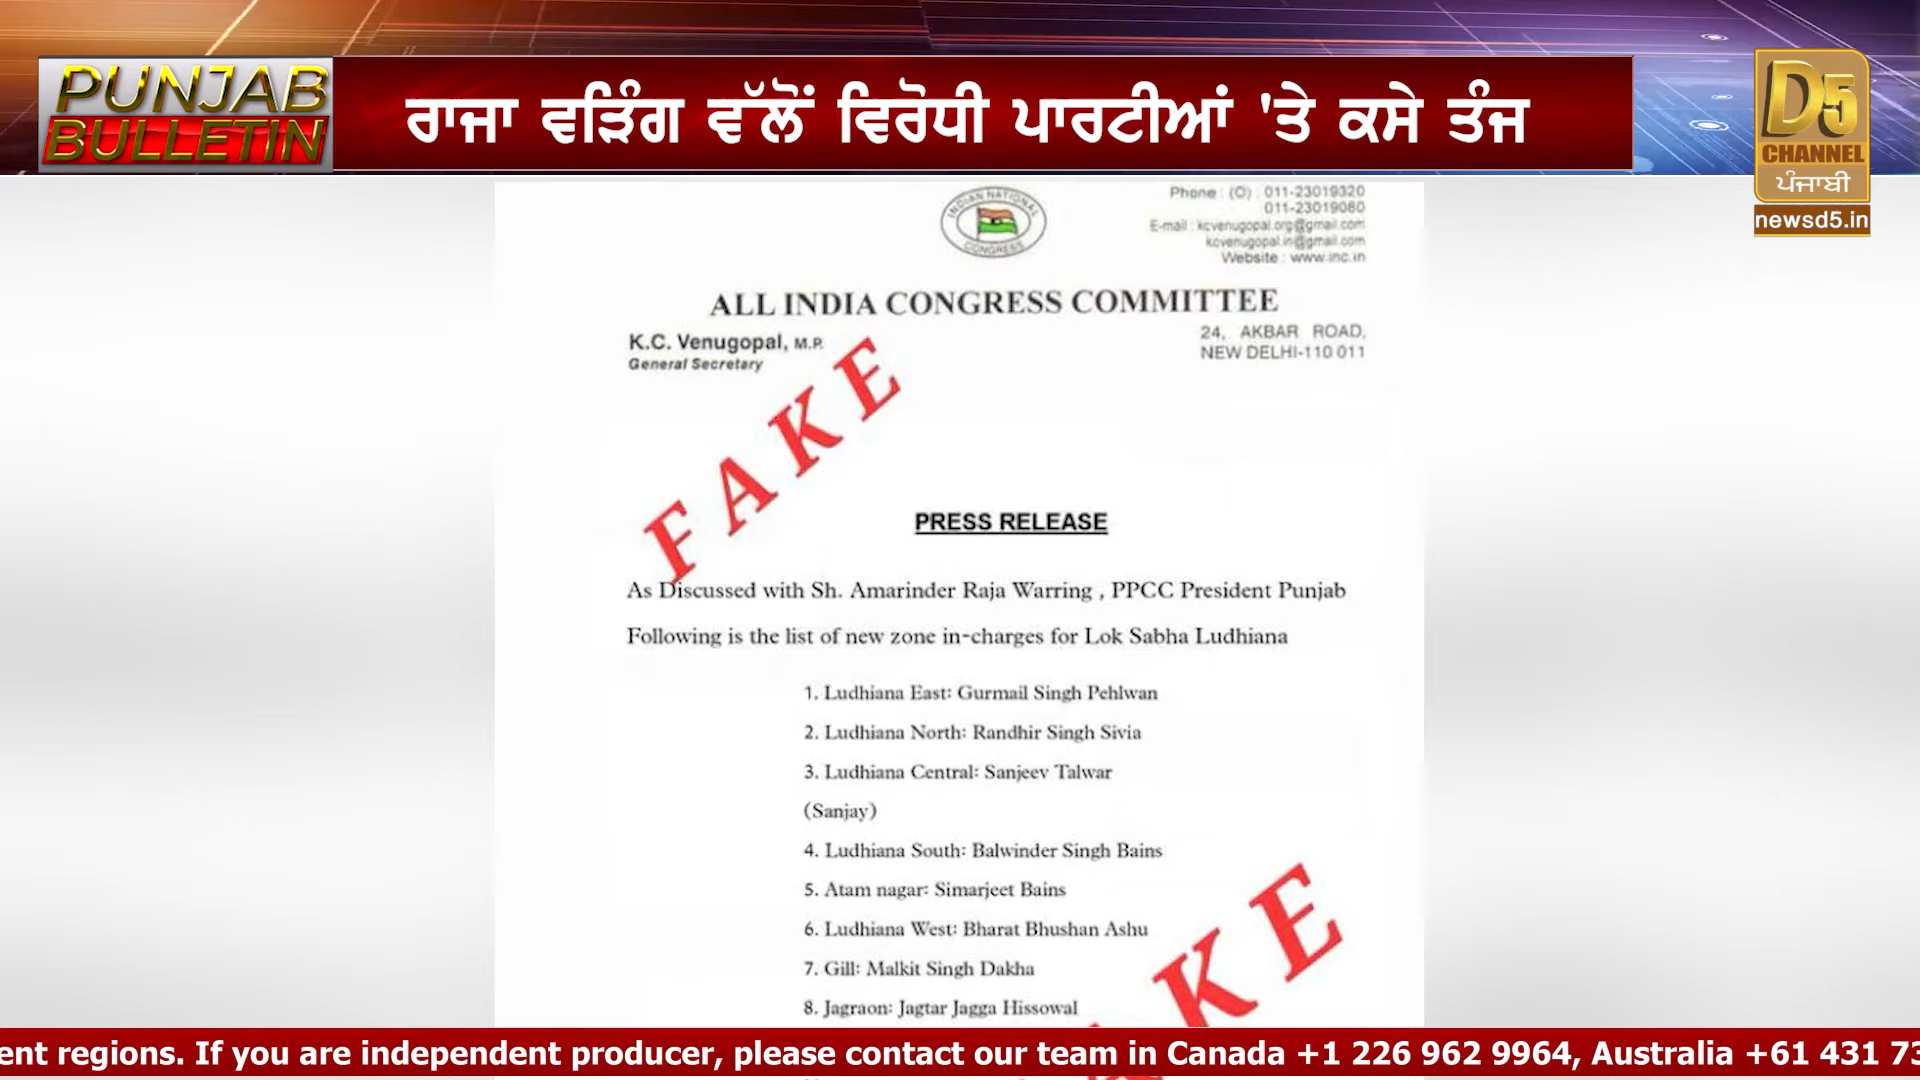 PUNJAB
BULLETIN
ਰਾਜਾ ਵੜਿੰਗ ਵੱਲੋਂ ਵਿਰੋਧੀ ਪਾਰਟੀਆਂ 'ਤੇ ਕਸੇ ਤੰਜ
D5
CHANNEL
ਪੰਜਾਬੀ
newsd5.in
INDIAN NATIONAL
CONGRESS
Phone : (O) : 011-23019320
011-23019080
E-mail : kcvenugopal.org@gmail.com
kcvenugopal.in@gmail.com
Website : www.inc.in
ALL INDIA CONGRESS COMMITTEE
K.C. Venugopal, M.P.
General Secretary
24, AKBAR ROAD,
NEW DELHI-110 011
FAKE
PRESS RELEASE
As Discussed with Sh. Amarinder Raja Warring , PPCC President Punjab
Following is the list of new zone in-charges for Lok Sabha Ludhiana
1. Ludhiana East: Gurmail Singh Pehlwan
2. Ludhiana North: Randhir Singh Sivia
3. Ludhiana Central: Sanjeev Talwar
(Sanjay)
4. Ludhiana South: Balwinder Singh Bains
5. Atam nagar: Simarjeet Bains
6. Ludhiana West: Bharat Bhushan Ashu
7. Gill: Malkit Singh Dakha
8. Jagraon: Jagtar Jagga Hissowal
KE
ent regions. If you are independent producer, please contact our team in Canada +1 226 962 9964, Australia +61 431 73